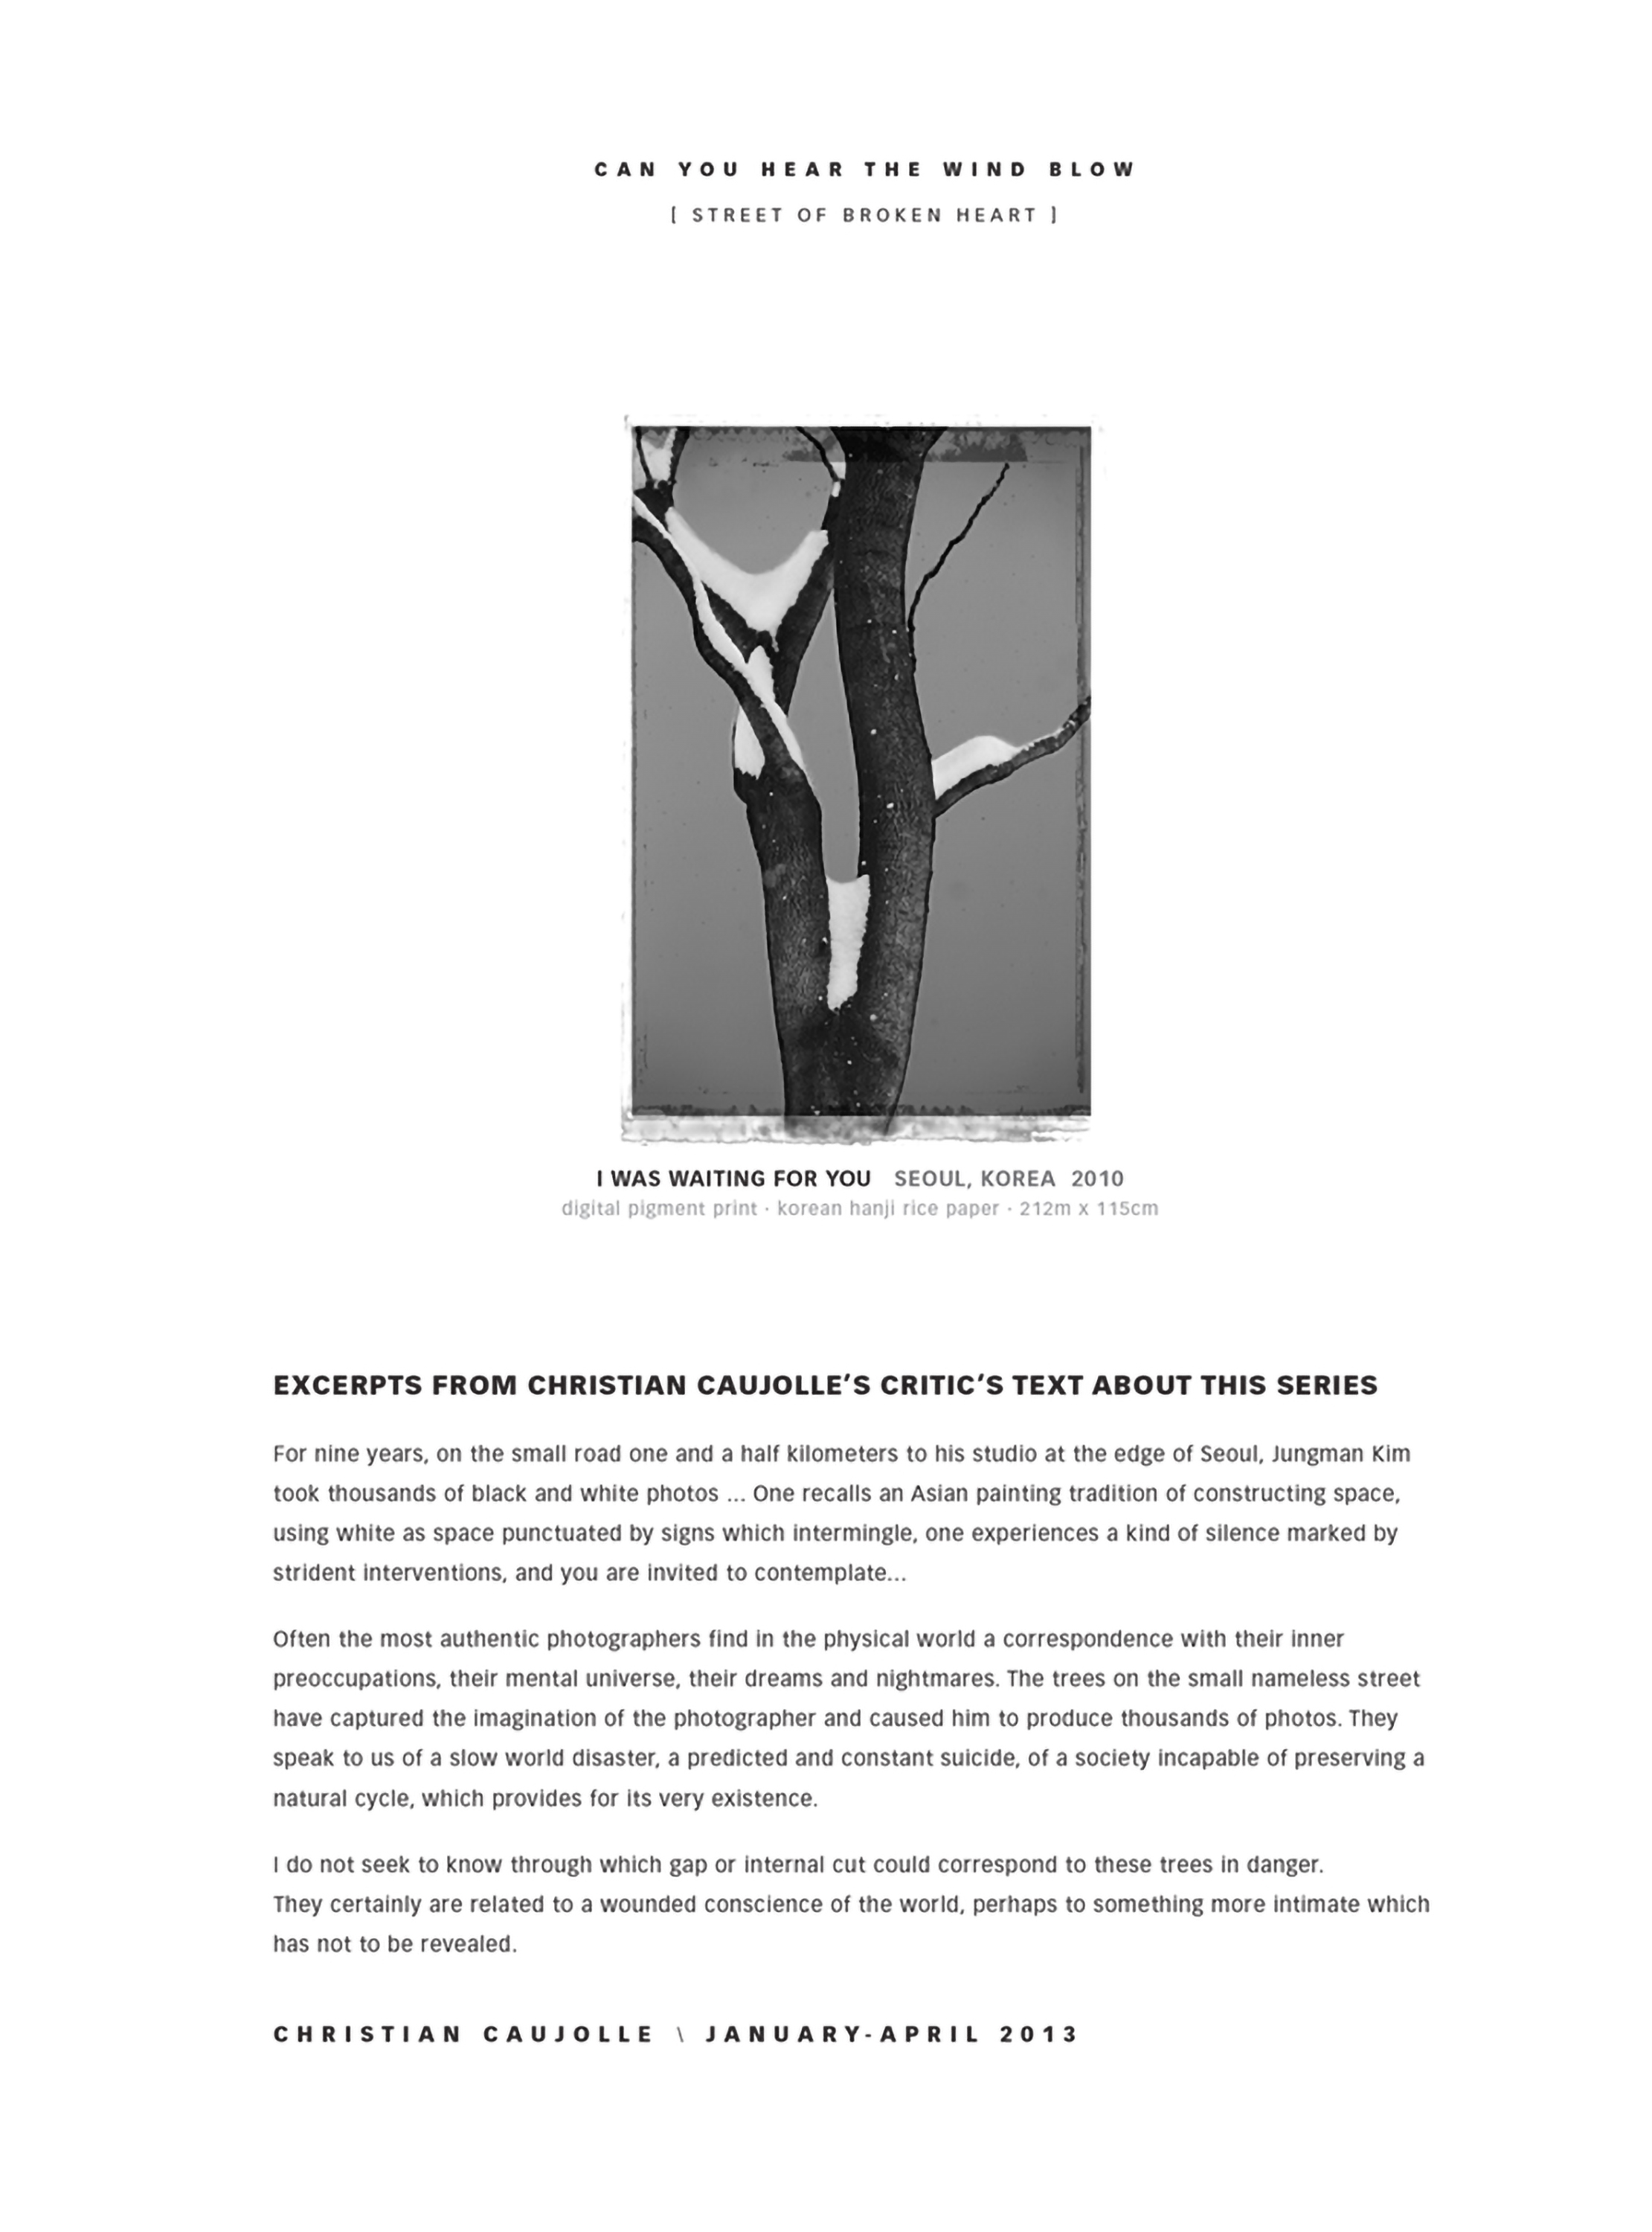 CAN YOU HEAR THE WIND BLOW
[ STREET OF BROKEN HEART ]
I WAS WAITING FOR YOU SEOUL, KOREA 2010
digital pigment print · korean hanji rice paper · 212m x 115cm
EXCERPTS FROM CHRISTIAN CAUJOLLE’S CRITIC’S TEXT ABOUT THIS SERIES
For nine years, on the small road one and a half kilometers to his studio at the edge of Seoul, Jungman Kim
took thousands of black and white photos ... One recalls an Asian painting tradition of constructing space,
using white as space punctuated by signs which intermingle, one experiences a kind of silence marked by
strident interventions, and you are invited to contemplate...
Often the most authentic photographers find in the physical world a correspondence with their inner
preoccupations, their mental universe, their dreams and nightmares. The trees on the small nameless street
have captured the imagination of the photographer and caused him to produce thousands of photos. They
speak to us of a slow world disaster, a predicted and constant suicide, of a society incapable of preserving a
natural cycle, which provides for its very existence.
I do not seek to know through which gap or internal cut could correspond to these trees in danger.
They certainly are related to a wounded conscience of the world, perhaps to something more intimate which
has not to be revealed.
CHRISTIAN CAUJOLLE \ JANUARY-APRIL 2013